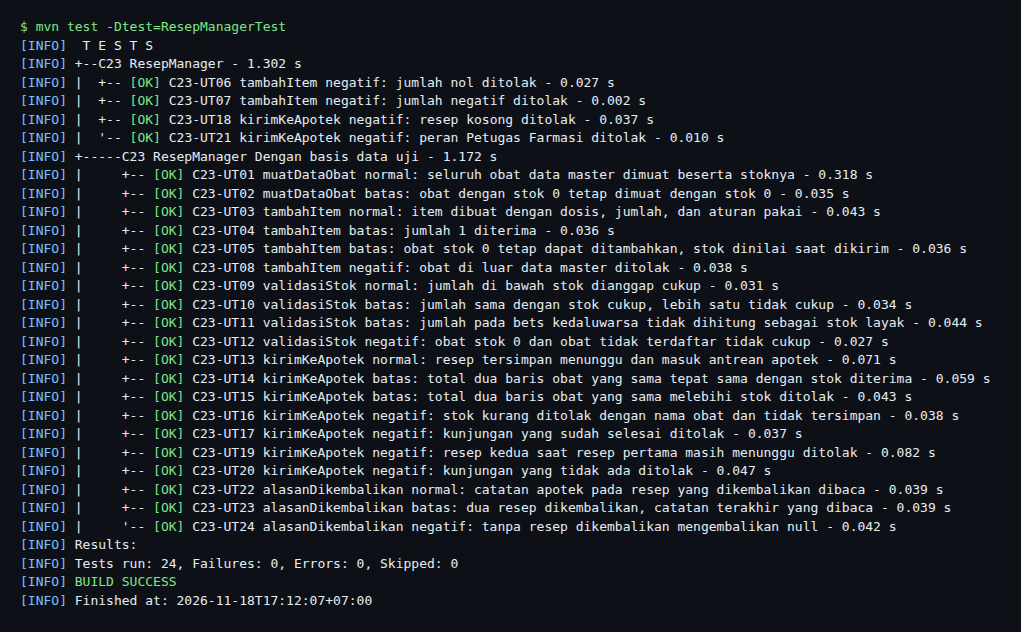 $ mvn test -Dtest=ResepManagerTest
[INFO]  T E S T S
[INFO] +--C23 ResepManager - 1.302 s
[INFO] |  +-- [OK] C23-UT06 tambahItem negatif: jumlah nol ditolak - 0.027 s
[INFO] |  +-- [OK] C23-UT07 tambahItem negatif: jumlah negatif ditolak - 0.002 s
[INFO] |  +-- [OK] C23-UT18 kirimKeApotek negatif: resep kosong ditolak - 0.037 s
[INFO] |  '-- [OK] C23-UT21 kirimKeApotek negatif: peran Petugas Farmasi ditolak - 0.010 s
[INFO] +-----C23 ResepManager Dengan basis data uji - 1.172 s
[INFO] |     +-- [OK] C23-UT01 muatDataObat normal: seluruh obat data master dimuat beserta stoknya - 0.318 s
[INFO] |     +-- [OK] C23-UT02 muatDataObat batas: obat dengan stok 0 tetap dimuat dengan stok 0 - 0.035 s
[INFO] |     +-- [OK] C23-UT03 tambahItem normal: item dibuat dengan dosis, jumlah, dan aturan pakai - 0.043 s
[INFO] |     +-- [OK] C23-UT04 tambahItem batas: jumlah 1 diterima - 0.036 s
[INFO] |     +-- [OK] C23-UT05 tambahItem batas: obat stok 0 tetap dapat ditambahkan, stok dinilai saat dikirim - 0.036 s
[INFO] |     +-- [OK] C23-UT08 tambahItem negatif: obat di luar data master ditolak - 0.038 s
[INFO] |     +-- [OK] C23-UT09 validasiStok normal: jumlah di bawah stok dianggap cukup - 0.031 s
[INFO] |     +-- [OK] C23-UT10 validasiStok batas: jumlah sama dengan stok cukup, lebih satu tidak cukup - 0.034 s
[INFO] |     +-- [OK] C23-UT11 validasiStok batas: jumlah pada bets kedaluwarsa tidak dihitung sebagai stok layak - 0.044 s
[INFO] |     +-- [OK] C23-UT12 validasiStok negatif: obat stok 0 dan obat tidak terdaftar tidak cukup - 0.027 s
[INFO] |     +-- [OK] C23-UT13 kirimKeApotek normal: resep tersimpan menunggu dan masuk antrean apotek - 0.071 s
[INFO] |     +-- [OK] C23-UT14 kirimKeApotek batas: total dua baris obat yang sama tepat sama dengan stok diterima - 0.059 s
[INFO] |     +-- [OK] C23-UT15 kirimKeApotek batas: total dua baris obat yang sama melebihi stok ditolak - 0.043 s
[INFO] |     +-- [OK] C23-UT16 kirimKeApotek negatif: stok kurang ditolak dengan nama obat dan tidak tersimpan - 0.038 s
[INFO] |     +-- [OK] C23-UT17 kirimKeApotek negatif: kunjungan yang sudah selesai ditolak - 0.037 s
[INFO] |     +-- [OK] C23-UT19 kirimKeApotek negatif: resep kedua saat resep pertama masih menunggu ditolak - 0.082 s
[INFO] |     +-- [OK] C23-UT20 kirimKeApotek negatif: kunjungan yang tidak ada ditolak - 0.047 s
[INFO] |     +-- [OK] C23-UT22 alasanDikembalikan normal: catatan apotek pada resep yang dikembalikan dibaca - 0.039 s
[INFO] |     +-- [OK] C23-UT23 alasanDikembalikan batas: dua resep dikembalikan, catatan terakhir yang dibaca - 0.039 s
[INFO] |     '-- [OK] C23-UT24 alasanDikembalikan negatif: tanpa resep dikembalikan mengembalikan null - 0.042 s
[INFO] Results:
[INFO] Tests run: 24, Failures: 0, Errors: 0, Skipped: 0
[INFO] BUILD SUCCESS
[INFO] Finished at: 2026-11-18T17:12:07+07:00